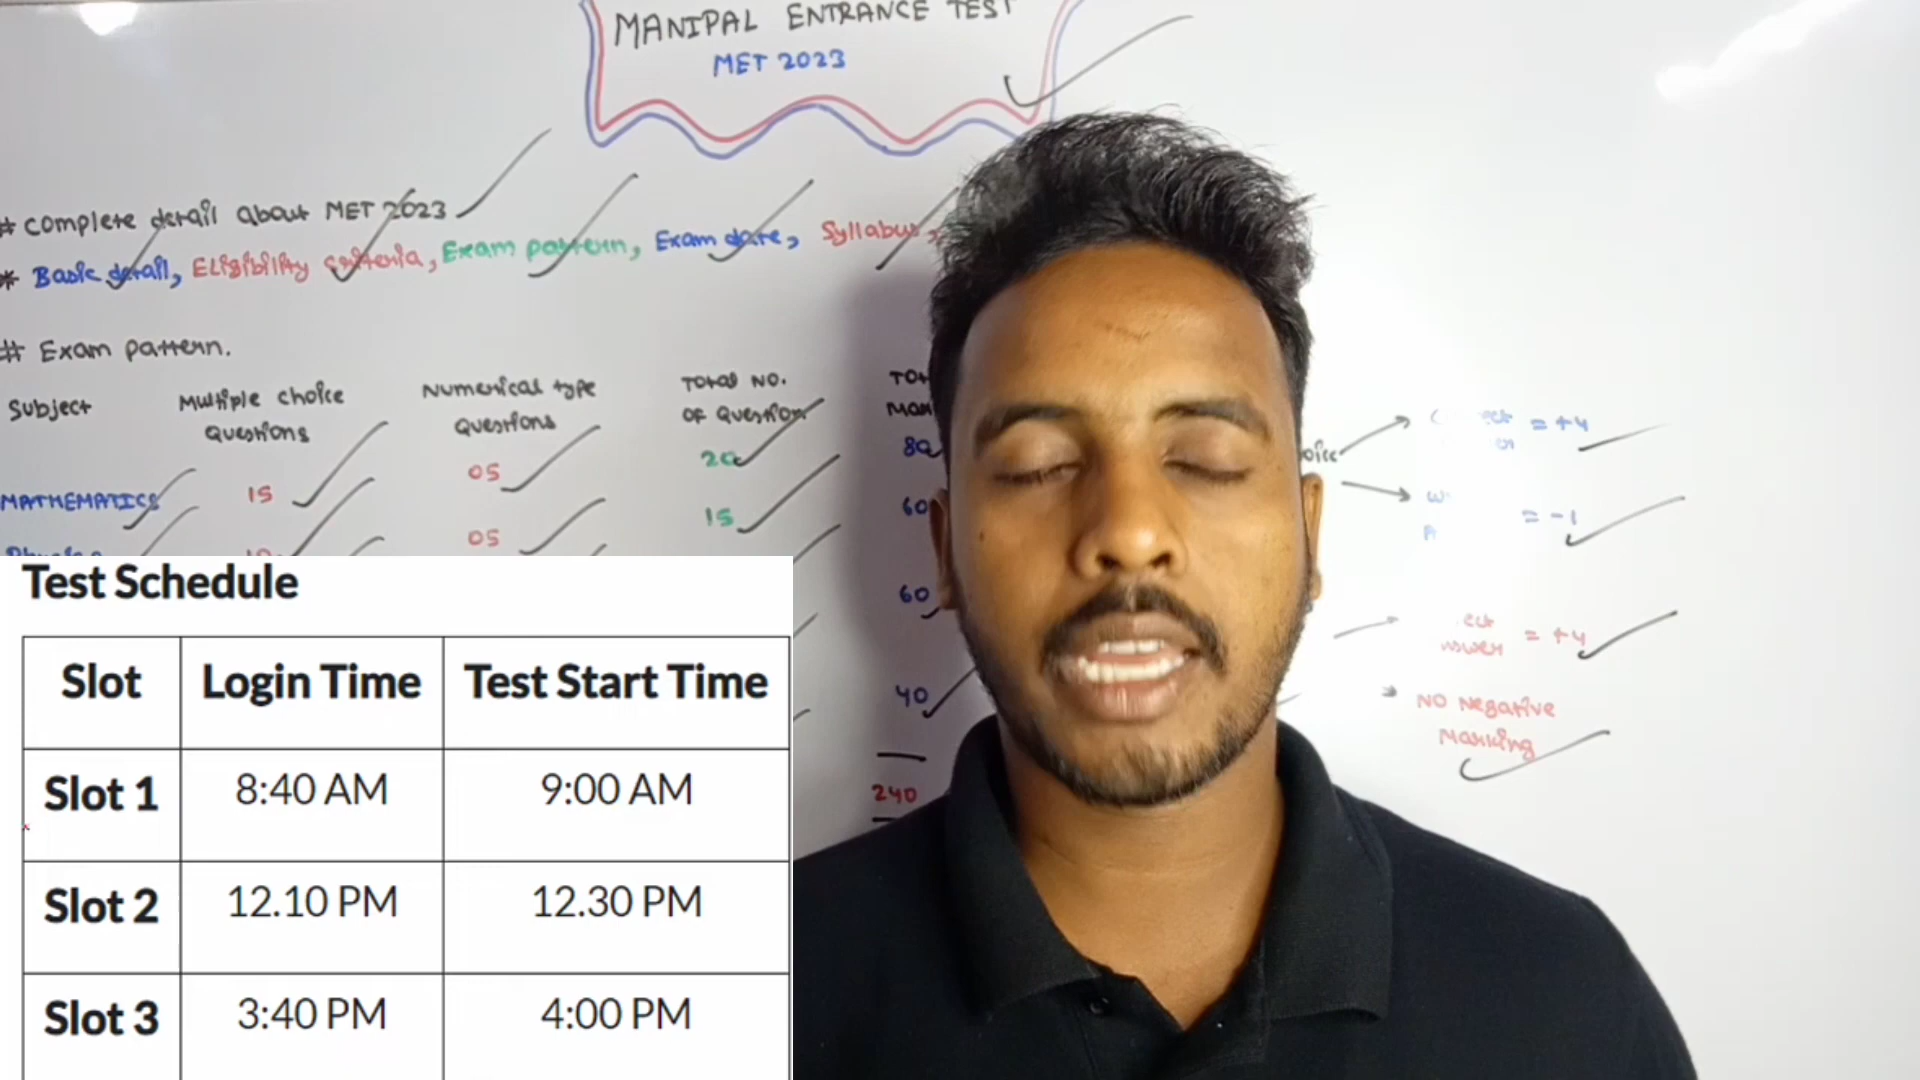 MANIPAL ENTRANCE TEST
MET 2023
# Complete detail about MET 2023
* Basic detail, Eligibility criteria, Exam pattern, Exam date, Syllabus,
# Exam pattern.
Subject Multiple choice Questions Numerical type Questions Total No. of Question
MATHEMATICS 15 05 20 80
05 15 60
60
40
240
= +4
= -1
= +4
No Negative
Marking
Test Schedule
Slot Login Time Test Start Time
Slot 1 8:40 AM 9:00 AM
Slot 2 12.10 PM 12.30 PM
Slot 3 3:40 PM 4:00 PM